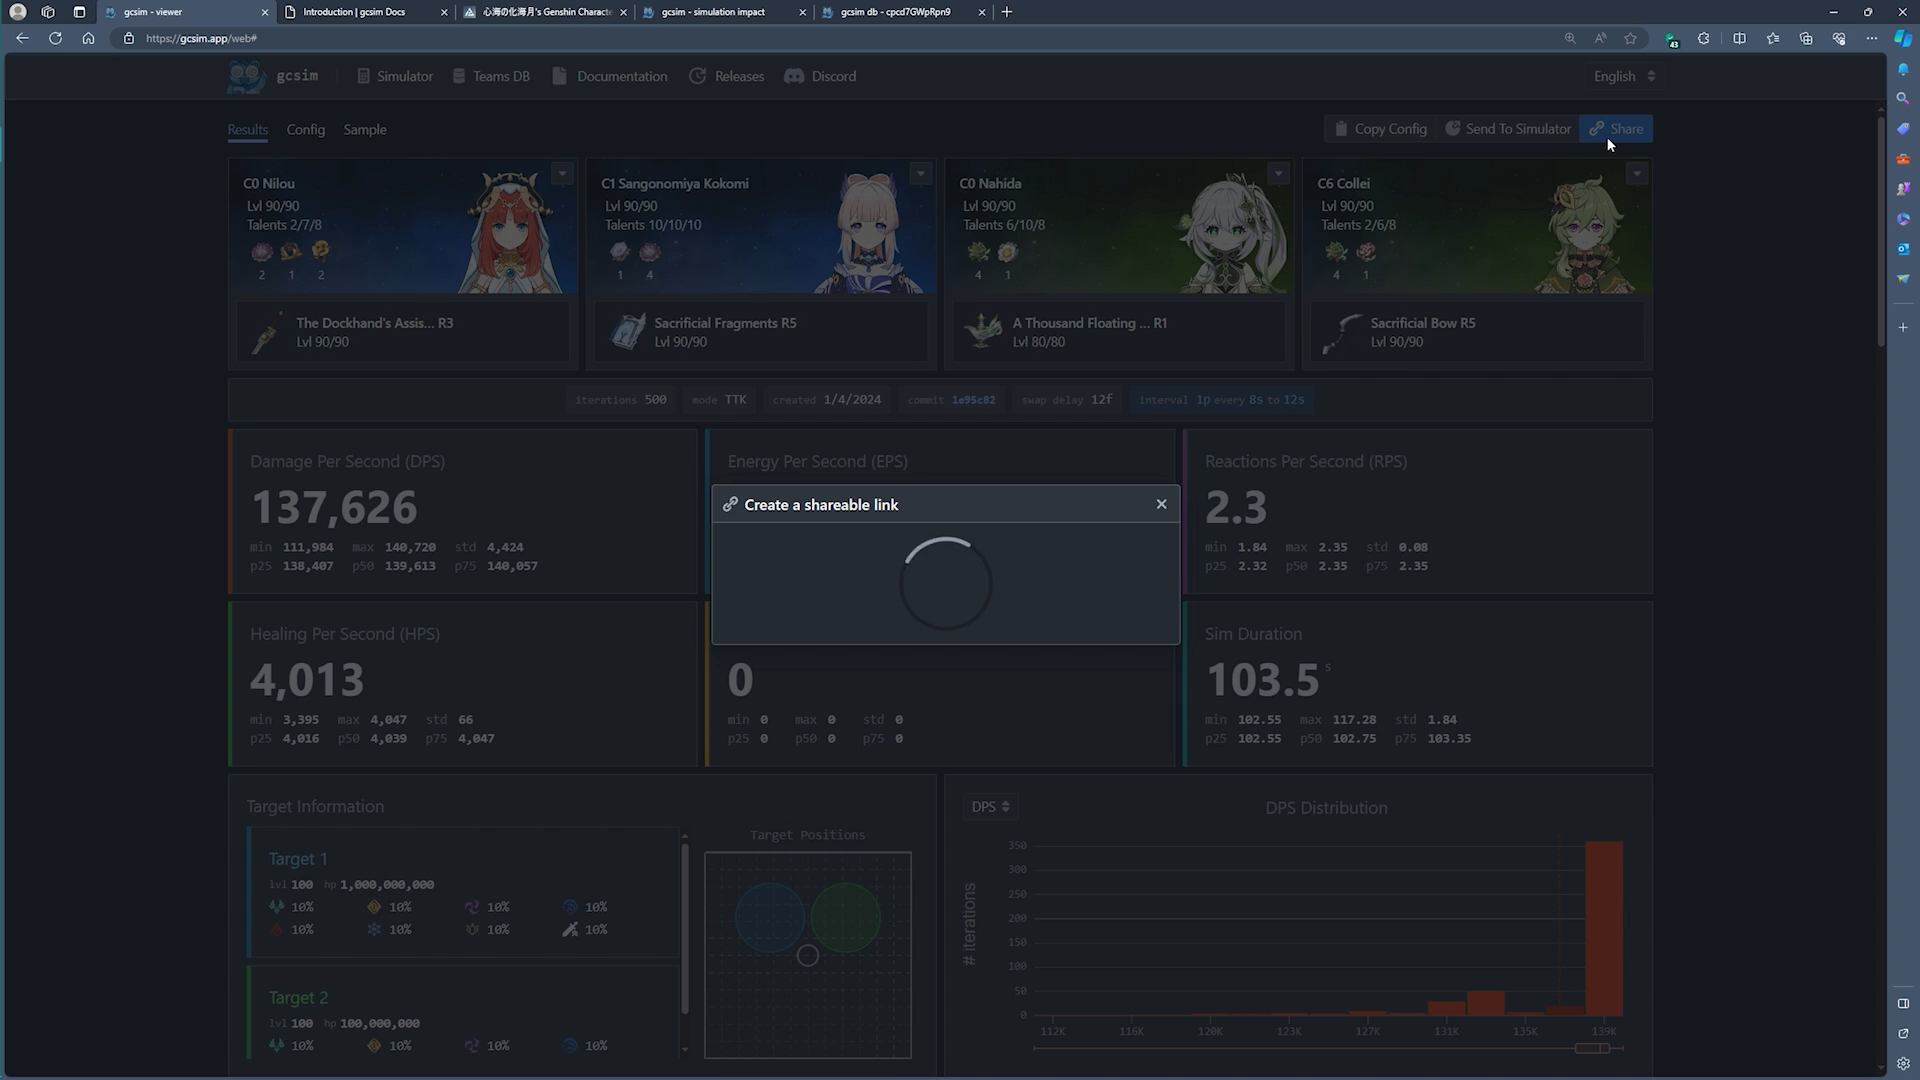 gcsim - viewer
Introduction | gcsim Docs
心海の化海月's Genshin Characte
gcsim - simulation impact
gcsim db - cpcd7GWpRpn9
https://gcsim.app/web#
43
gcsim
Simulator
Teams DB
Documentation
Releases
Discord
English
Results
Config
Sample
Copy Config
Send To Simulator
Share
C0 Nilou
Lvl 90/90
Talents 2/7/8
2 1 2
The Dockhand's Assis... R3
Lvl 90/90
C1 Sangonomiya Kokomi
Lvl 90/90
Talents 10/10/10
1 4
Sacrificial Fragments R5
Lvl 90/90
C0 Nahida
Lvl 90/90
Talents 6/10/8
4 1
A Thousand Floating ... R1
Lvl 80/80
C6 Collei
Lvl 90/90
Talents 2/6/8
4 1
Sacrificial Bow R5
Lvl 90/90
iterations 500
mode TTK
created 1/4/2024
commit 1e95c82
swap delay 12f
interval 1p every 8s to 12s
Damage Per Second (DPS)
137,626
min 111,984 max 140,720 std 4,424
p25 138,407 p50 139,613 p75 140,057
Energy Per Second (EPS)
Reactions Per Second (RPS)
2.3
min 1.84 max 2.35 std 0.08
p25 2.32 p50 2.35 p75 2.35
Create a shareable link
Healing Per Second (HPS)
4,013
min 3,395 max 4,047 std 66
p25 4,016 p50 4,039 p75 4,047
0
min 0 max 0 std 0
p25 0 p50 0 p75 0
Sim Duration
103.5 s
min 102.55 max 117.28 std 1.84
p25 102.55 p50 102.75 p75 103.35
Target Information
Target 1
lvl 100 hp 1,000,000,000
10% 10% 10% 10%
10% 10% 10% 10%
Target 2
lvl 100 hp 100,000,000
10% 10% 10% 10%
Target Positions
DPS
DPS Distribution
# iterations
350
300
250
200
150
100
50
0
112K 116K 120K 123K 127K 131K 135K 139K